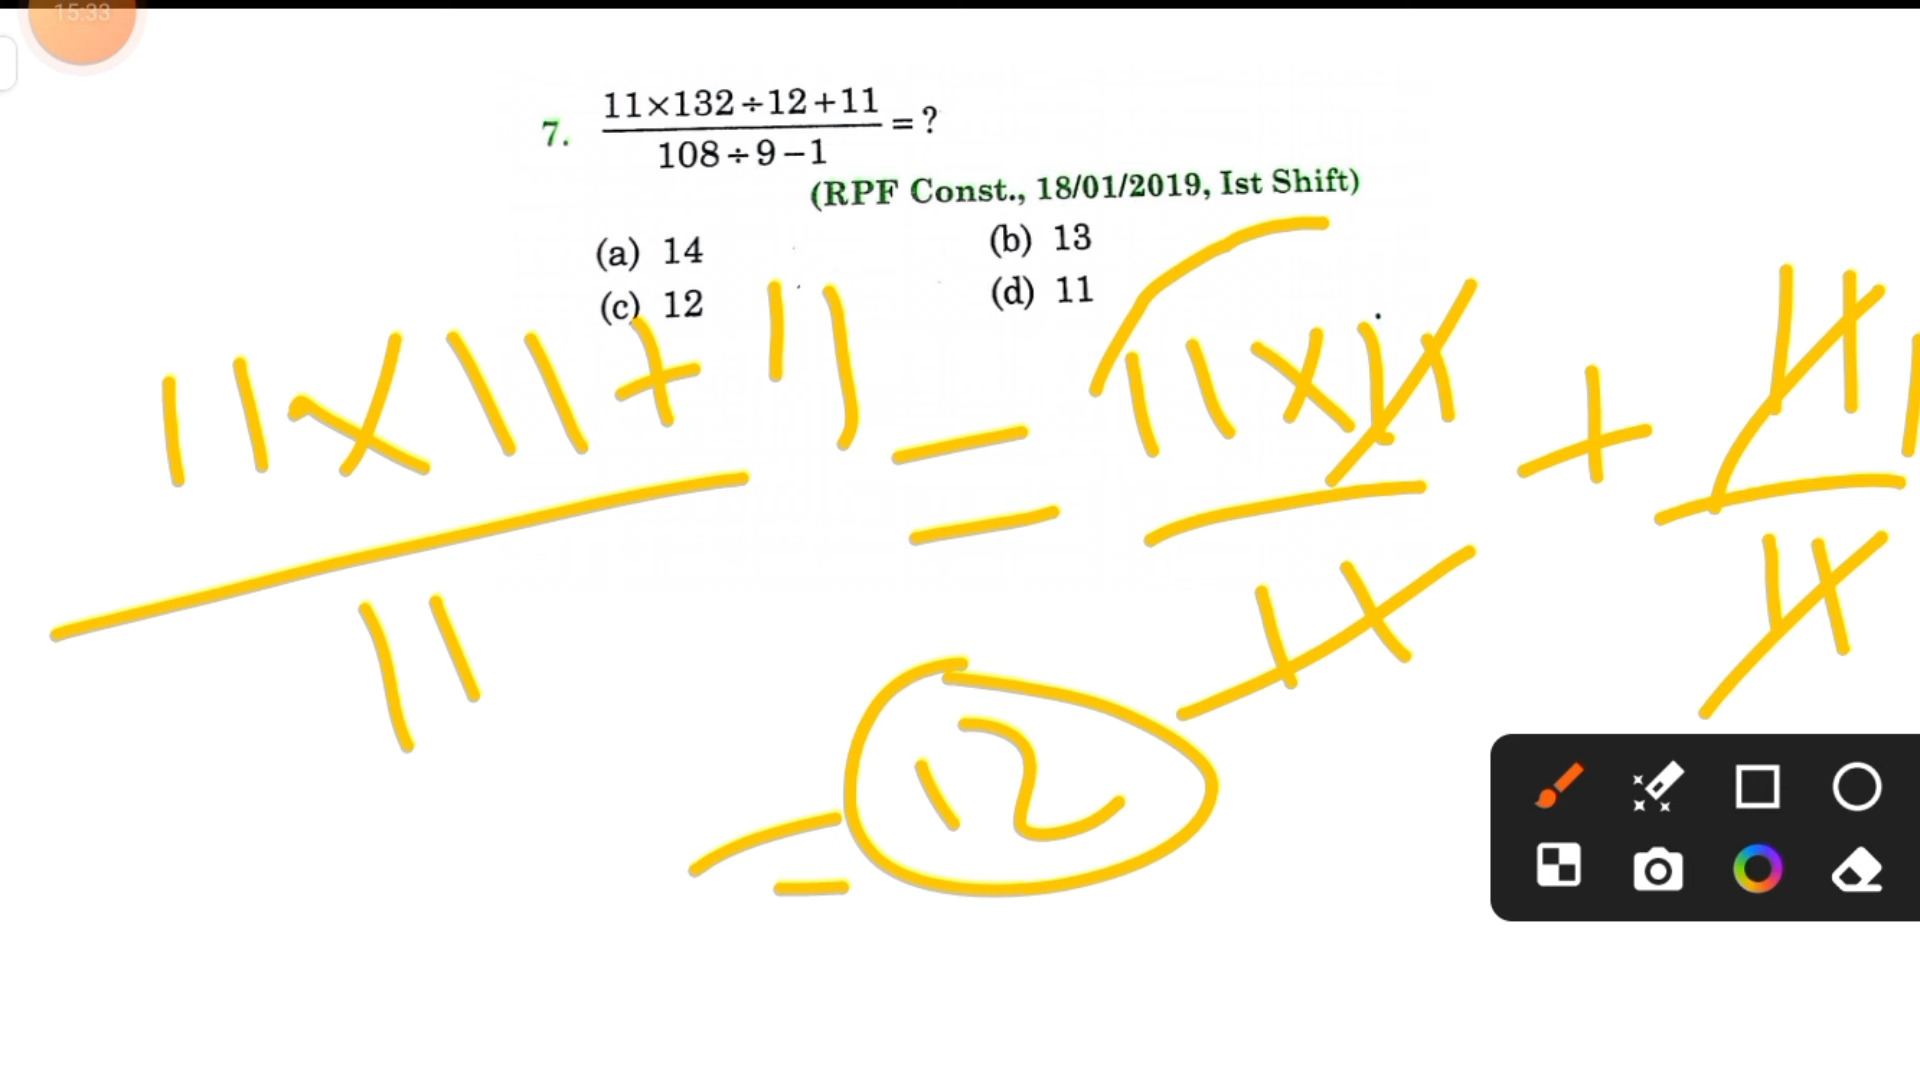 15:33
7. 11×132÷12+11
108÷9−1
= ?
(RPF Const., 18/01/2019, Ist Shift)
(a) 14 (b) 13
(c) 12 (d) 11
11×11+11 = 11×11 + 11
11 11 11
= 12